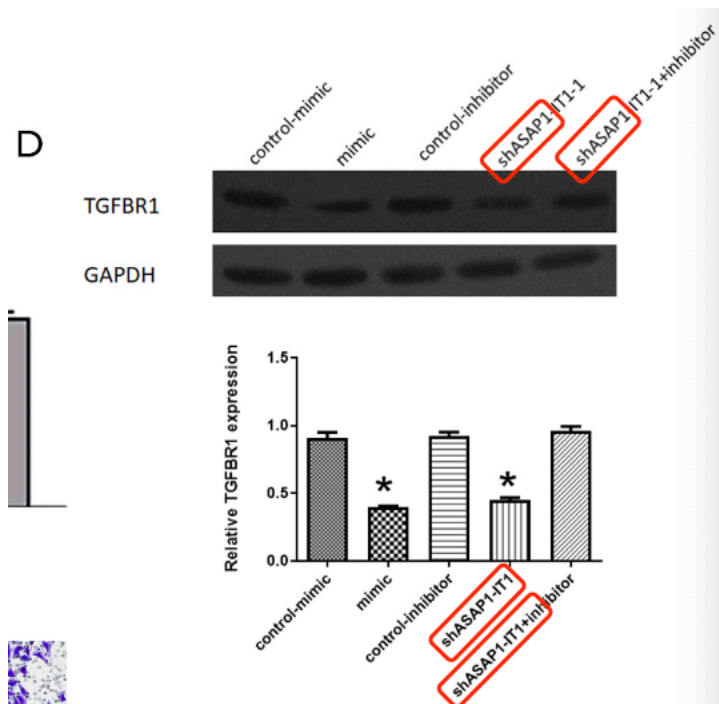 D
control-mimic
mimic
control-inhibitor
shASAP1-IT1-1
shASAP1-IT1-1+inhibitor
TGFBR1
GAPDH
Relative TGFBR1 expression
1.5
1.0
0.5
0.0
*
*
control-mimic
mimic
control-inhibitor
shASAP1-IT1
shASAP1-IT1+inhibitor